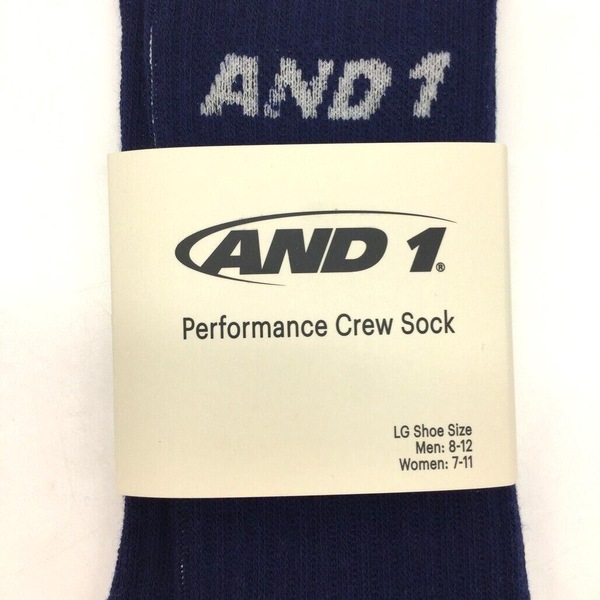 AND 1
AND 1®
Performance Crew Sock
LG Shoe Size
Men: 8-12
Women: 7-11